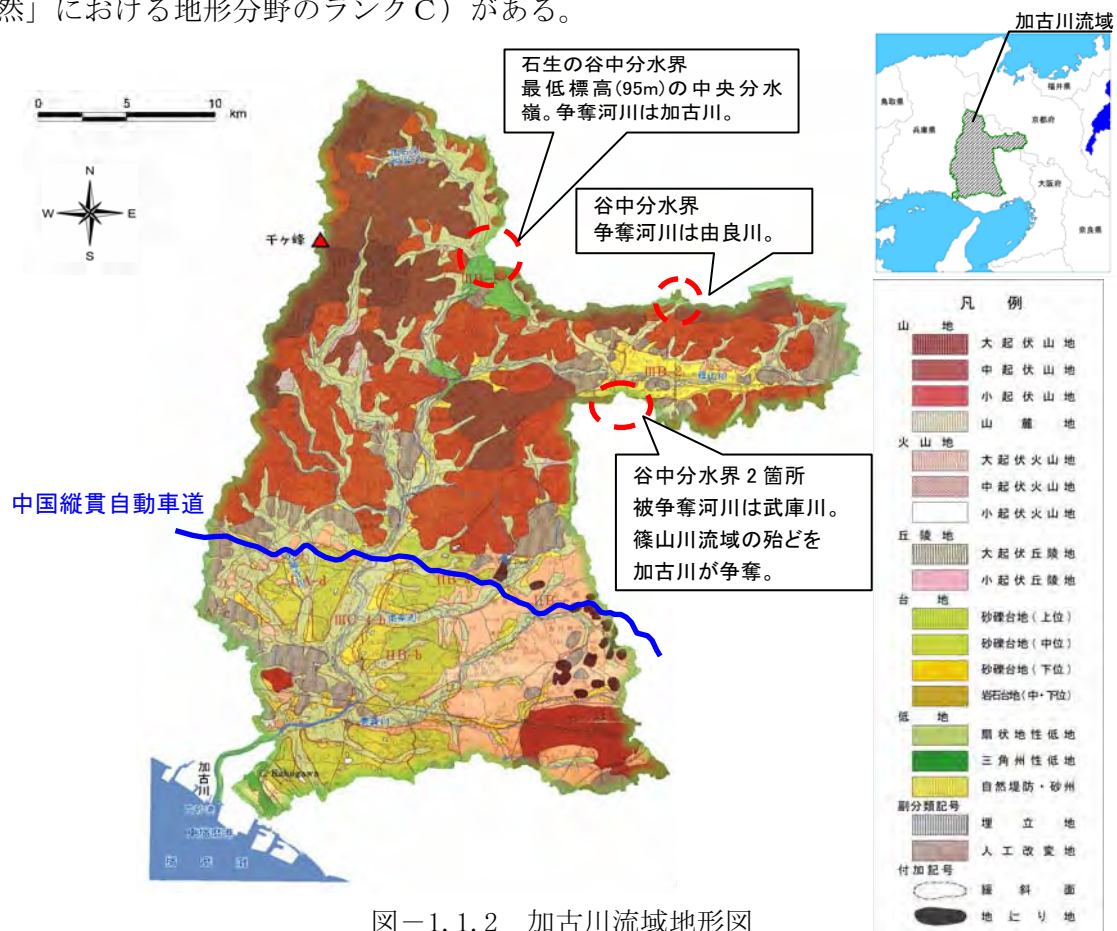 然」における地形分野のランクC）がある。
加古川流域
石生の谷中分水界
最低標高(95m)の中央分水
嶺。争奪河川は加古川。
谷中分水界
争奪河川は由良川。
谷中分水界２箇所
被争奪河川は武庫川。
篠山川流域の殆どを
加古川が争奪。
0 5 10 km
N
W E
S
千ヶ峰
中国縦貫自動車道
ⅢB-2
篠山川
ⅢC-4-b
ⅡB-b
Kakogawa
加古川
播磨灘
鳥取県
兵庫県
京都府
福井県
大阪府
奈良県
凡例
山地
大起伏山地
中起伏山地
小起伏山地
山麓地
火山地
大起伏火山地
中起伏火山地
小起伏火山地
丘陵地
大起伏丘陵地
小起伏丘陵地
台地
砂礫台地(上位)
砂礫台地(中位)
砂礫台地(下位)
岩石台地(中・下位)
低地
扇状地性低地
三角州性低地
自然堤防・砂州
副分類記号
埋立地
人工改変地
付加記号
緩斜面
地にり地
図－1.1.2 加古川流域地形図